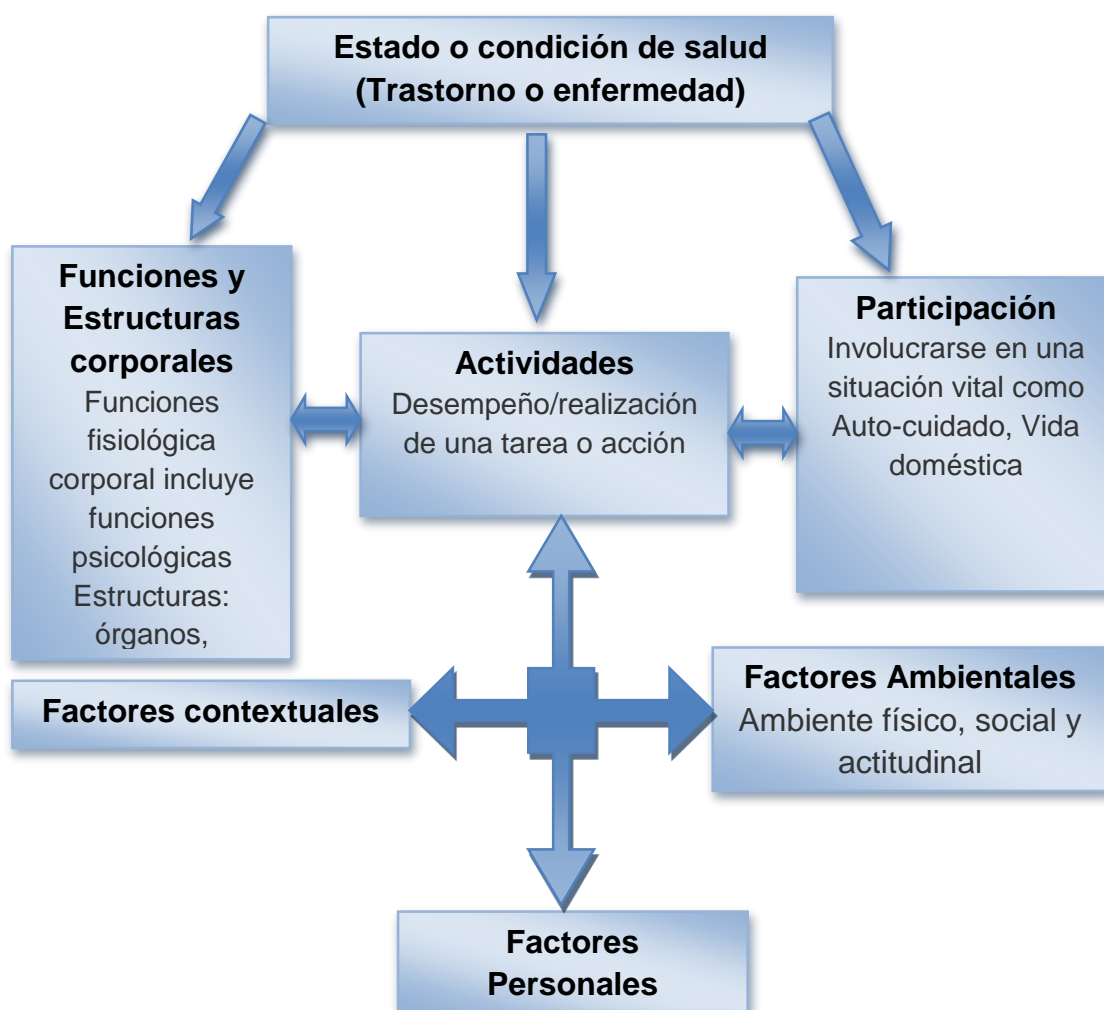 Estado o condición de salud
(Trastorno o enfermedad)
Funciones y
Estructuras
corporales
Funciones
fisiológica
corporal incluye
funciones
psicológicas
Estructuras:
órganos,
Actividades
Desempeño/realización
de una tarea o acción
Participación
Involucrarse en una
situación vital como
Auto-cuidado, Vida
doméstica
Factores contextuales
Factores Ambientales
Ambiente físico, social y
actitudinal
Factores
Personales